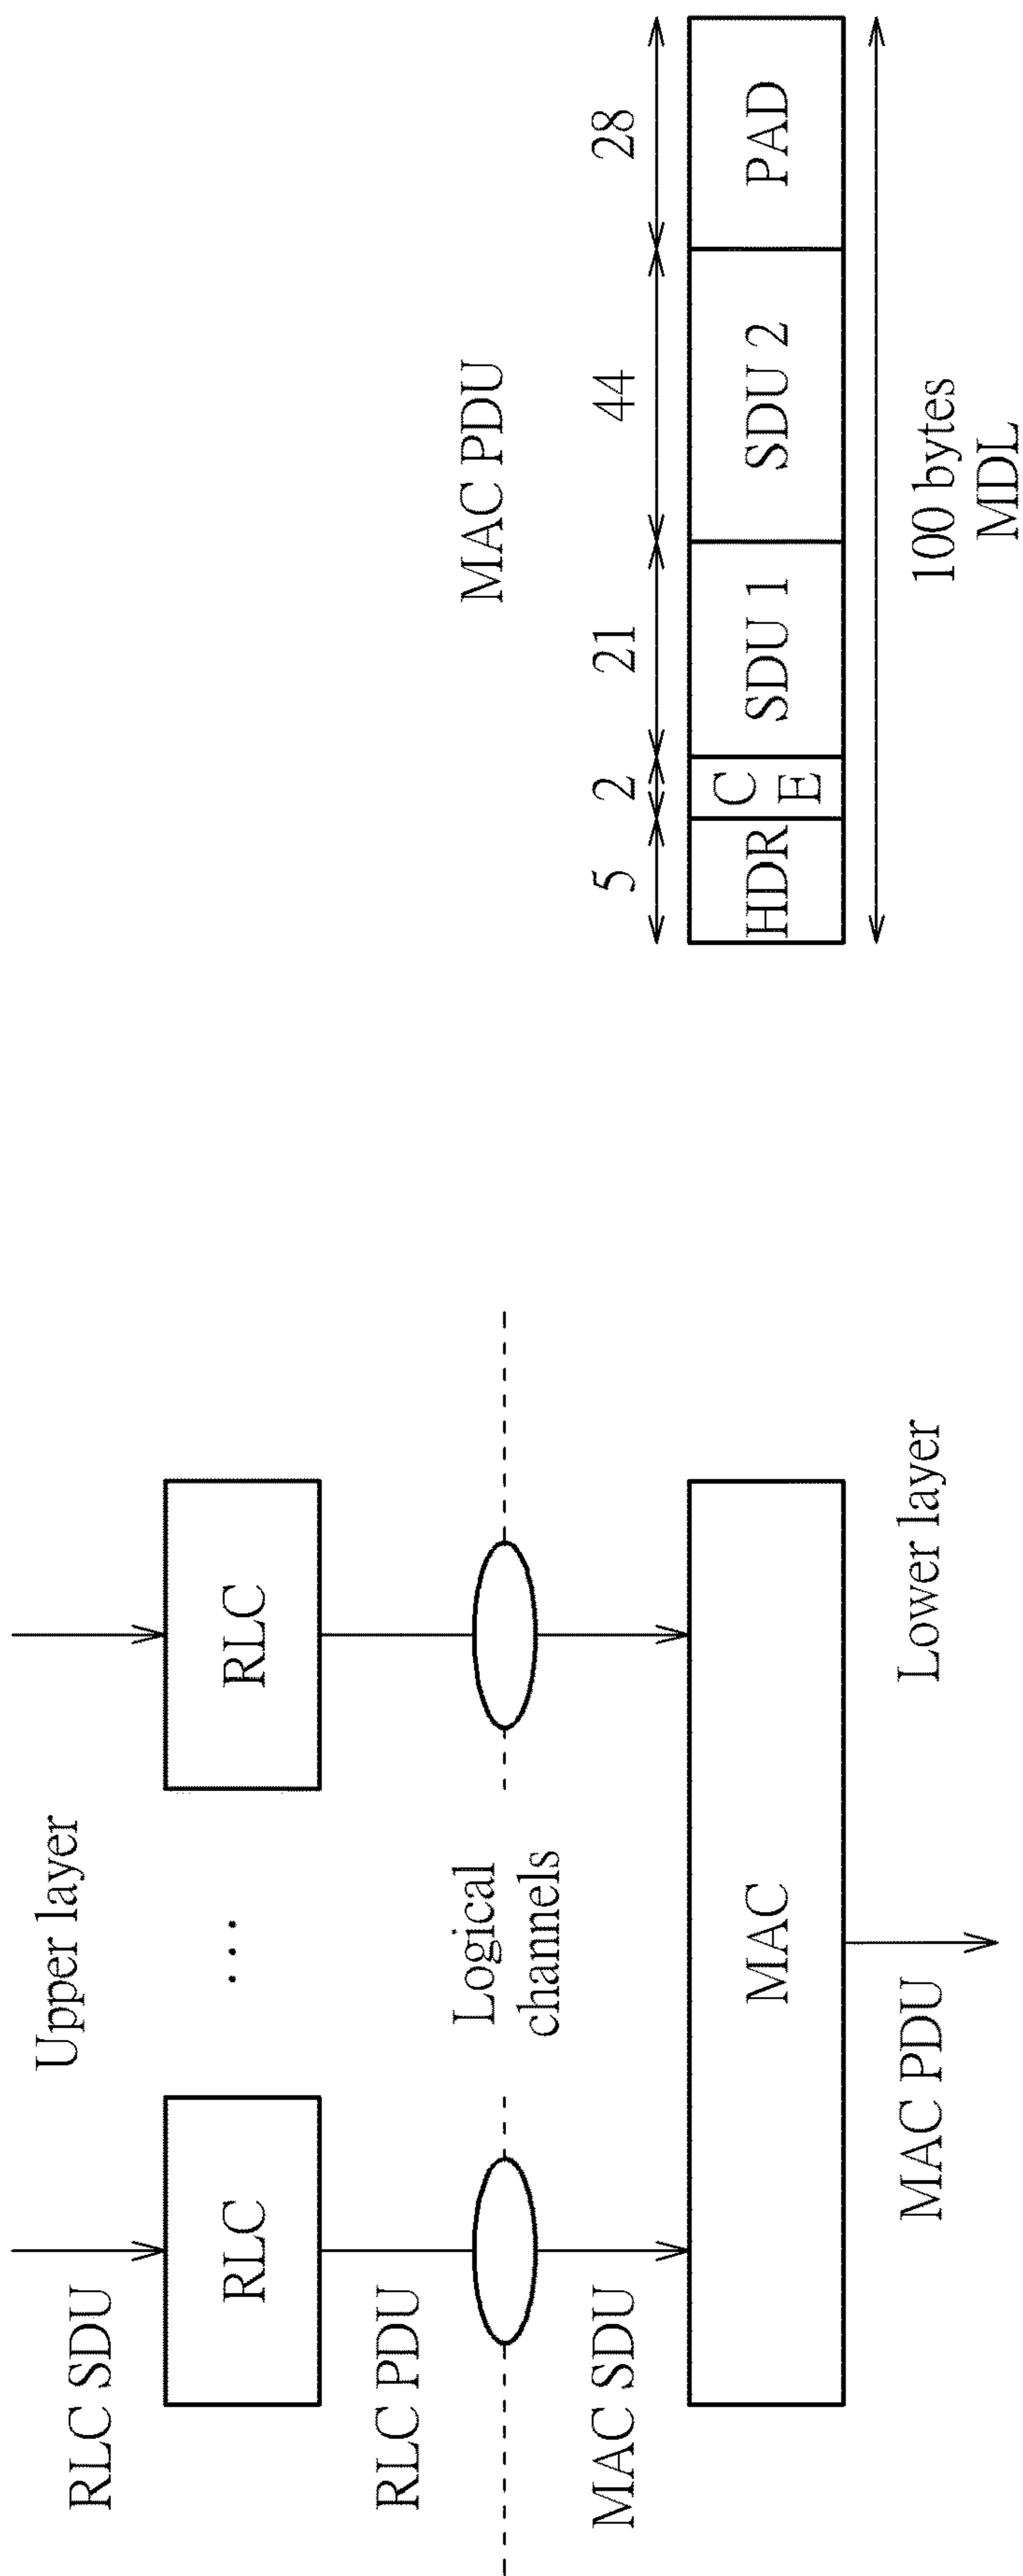 Upper layer
RLC SDU
RLC
...
RLC
RLC PDU
Logical
channels
MAC SDU
MAC
MAC PDU
Lower layer
MAC PDU
5
2
21
44
28
HDR
C
E
SDU 1
SDU 2
PAD
100 bytes
MDL